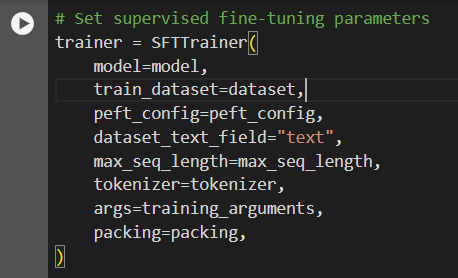 # Set supervised fine-tuning parameters
trainer = SFTTrainer(
    model=model,
    train_dataset=dataset,
    peft_config=peft_config,
    dataset_text_field="text",
    max_seq_length=max_seq_length,
    tokenizer=tokenizer,
    args=training_arguments,
    packing=packing,
)